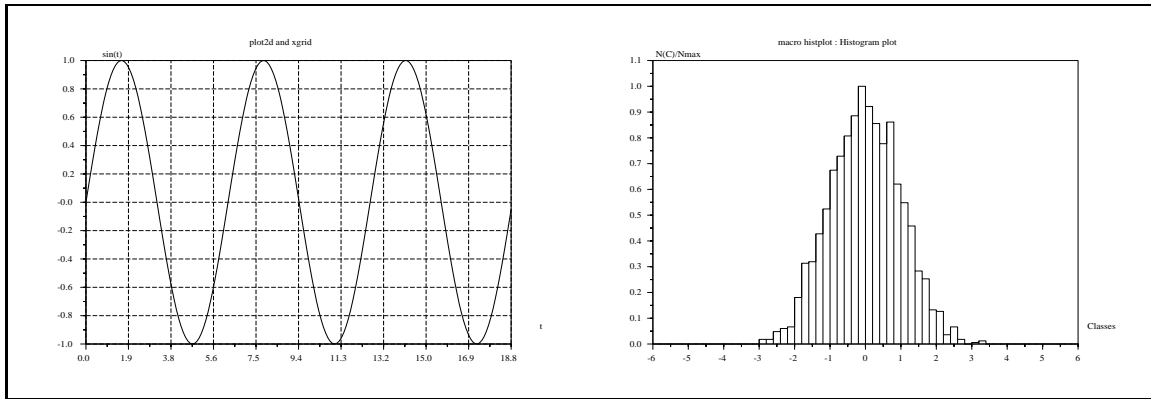 plot2d and xgrid
sin(t)
1.0
0.8
0.6
0.4
0.2
-0.0
-0.2
-0.4
-0.6
-0.8
-1.0
0.0 1.9 3.8 5.6 7.5 9.4 11.3 13.2 15.0 16.9 18.8
t
macro histplot : Histogram plot
N(C)/Nmax
1.1
1.0
0.9
0.8
0.7
0.6
0.5
0.4
0.3
0.2
0.1
0.0
-6 -5 -4 -3 -2 -1 0 1 2 3 4 5 6
Classes